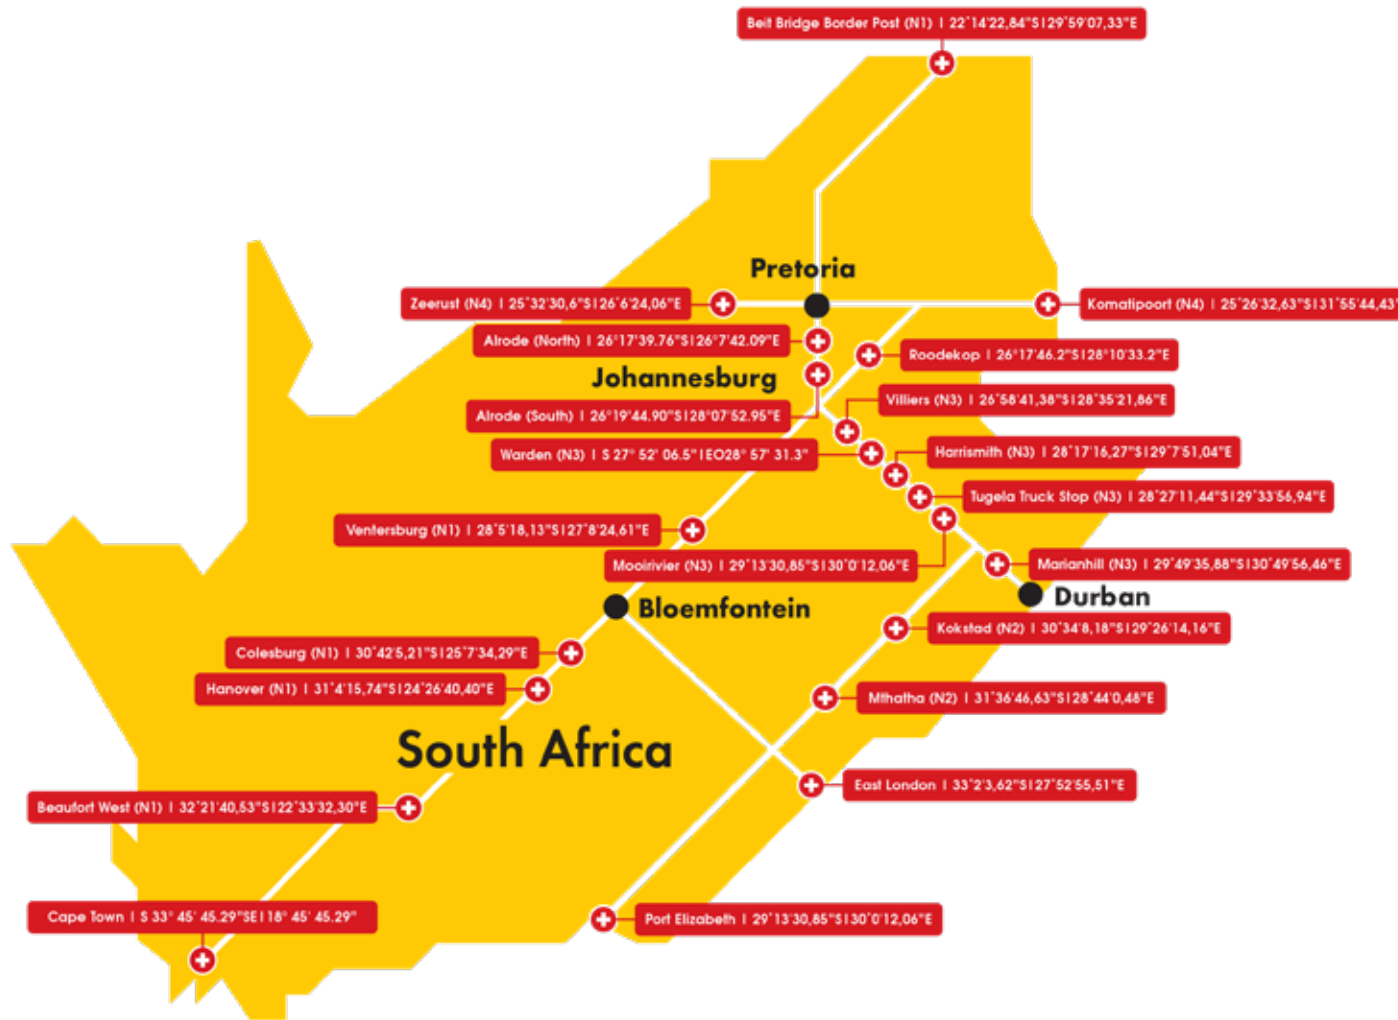 Beit Bridge Border Post (N1) | 22°14'22,84"S|29°59'07,33"E
Pretoria
Zeerust (N4) | 25°32'30,6"S|26°6'24,06"E
Komatipoort (N4) | 25°26'32,63"S|31°55'44,43"
Alrode (North) | 26°17'39.76"S|26°7'42.09"E
Roodekop | 26°17'46.2"S|28°10'33.2"E
Johannesburg
Villiers (N3) | 26°58'41,38"S|28°35'21,86"E
Alrode (South) | 26°19'44.90"S|28°07'52.95"E
Warden (N3) | S 27° 52' 06.5"|EO28° 57' 31.3"
Harrismith (N3) | 28°17'16,27"S|29°7'51,04"E
Tugela Truck Stop (N3) | 28°27'11,44"S|29°33'56,94"E
Ventersburg (N1) | 28°5'18,13"S|27°8'24,61"E
Mooirivier (N3) | 29°13'30,85"S|30°0'12,06"E
Marianhill (N3) | 29°49'35,88"S|30°49'56,46"E
Durban
Bloemfontein
Kokstad (N2) | 30°34'8,18"S|29°26'14,16"E
Colesburg (N1) | 30°42'5,21"S|25°7'34,29"E
Hanover (N1) | 31°4'15,74"S|24°26'40,40"E
Mthatha (N2) | 31°36'46,63"S|28°44'0,48"E
South Africa
East London | 33°2'3,62"S|27°52'55,51"E
Beaufort West (N1) | 32°21'40,53"S|22°33'32,30"E
Cape Town | S 33° 45' 45.29"SE|18° 45' 45.29"
Port Elizabeth | 29°13'30,85"S|30°0'12,06"E